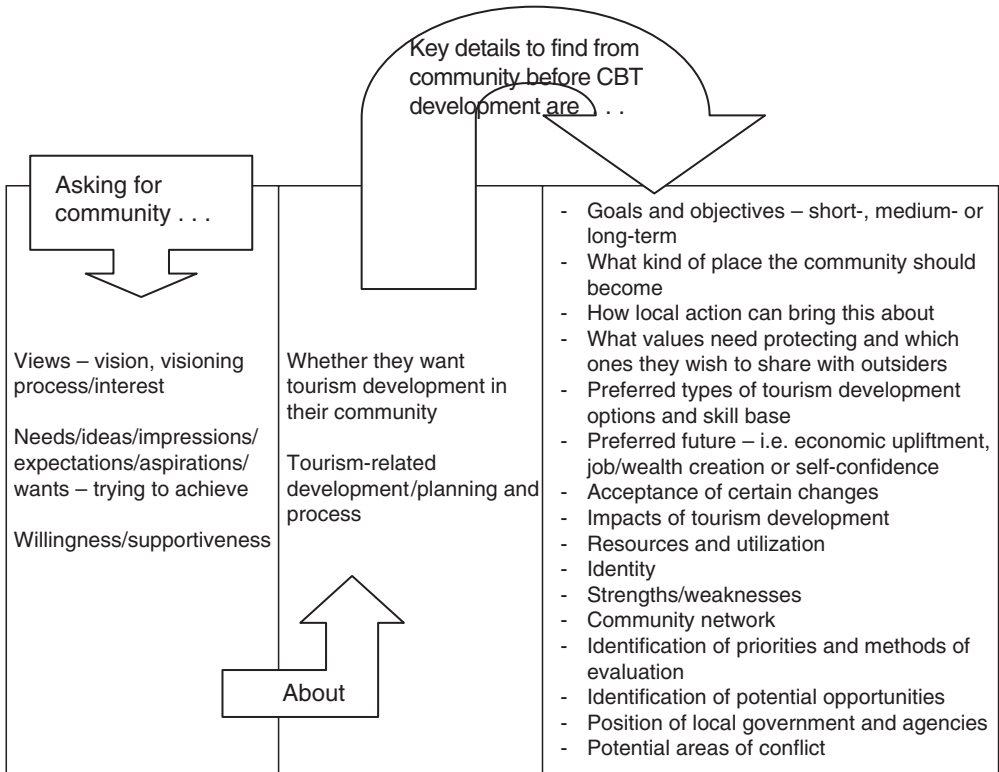 Key details to find from
community before CBT
development are . . .
Asking for
community . . .
Views – vision, visioning
process/interest
Needs/ideas/impressions/
expectations/aspirations/
wants – trying to achieve
Willingness/supportiveness
About
Whether they want
tourism development in
their community
Tourism-related
development/planning and
process
- Goals and objectives – short-, medium- or
long-term
- What kind of place the community should
become
- How local action can bring this about
- What values need protecting and which
ones they wish to share with outsiders
- Preferred types of tourism development
options and skill base
- Preferred future – i.e. economic upliftment,
job/wealth creation or self-confidence
- Acceptance of certain changes
- Impacts of tourism development
- Resources and utilization
- Identity
- Strengths/weaknesses
- Community network
- Identification of priorities and methods of
evaluation
- Identification of potential opportunities
- Position of local government and agencies
- Potential areas of conflict